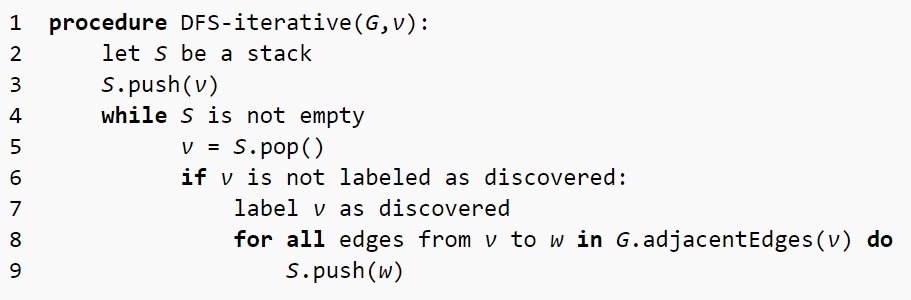 1 procedure DFS-iterative(G,v):
2 let S be a stack
3 S.push(v)
4 while S is not empty
5 v = S.pop()
6 if v is not labeled as discovered:
7 label v as discovered
8 for all edges from v to w in G.adjacentEdges(v) do
9 S.push(w)